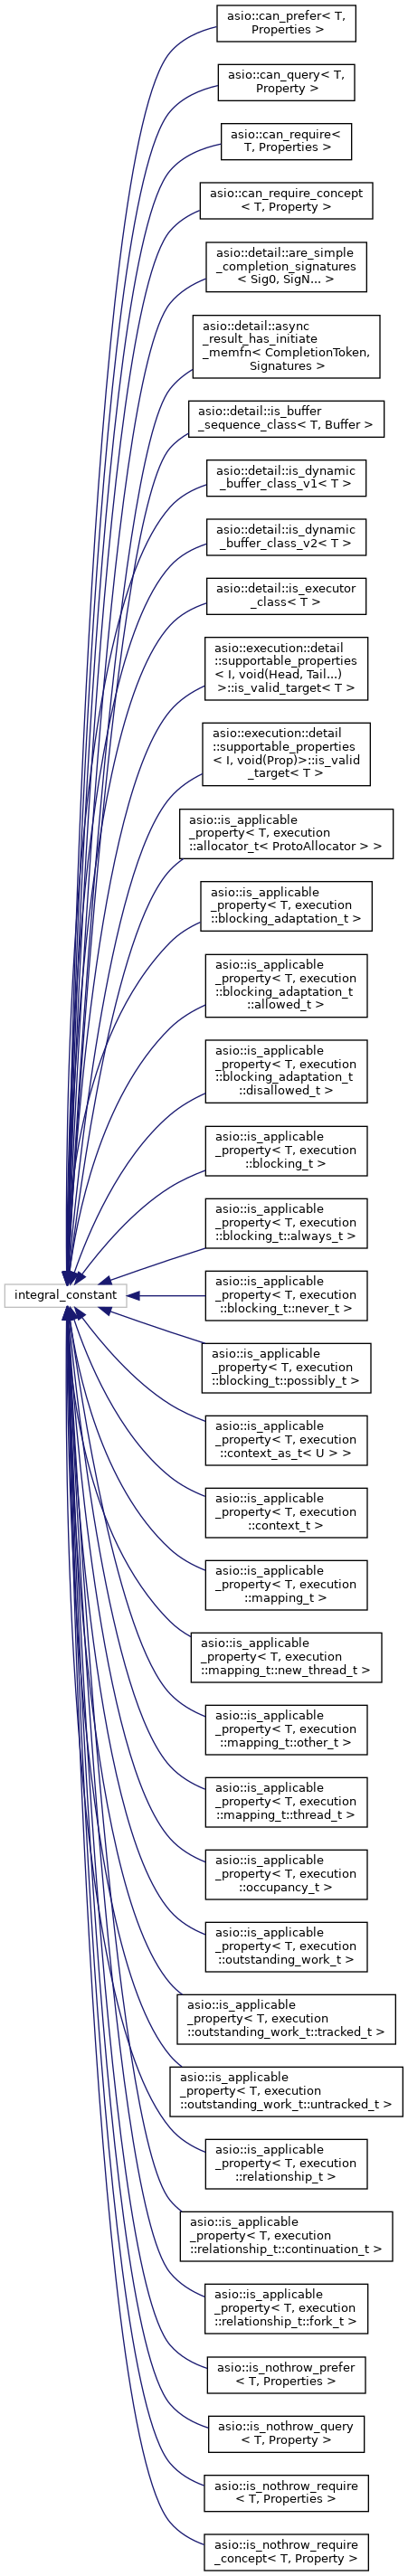 asio::can_prefer< T,
Properties >
asio::can_query< T,
Property >
asio::can_require<
T, Properties >
asio::can_require_concept
< T, Property >
asio::detail::are_simple
_completion_signatures
< Sig0, SigN... >
asio::detail::async
_result_has_initiate
_memfn< CompletionToken,
Signatures >
asio::detail::is_buffer
_sequence_class< T, Buffer >
asio::detail::is_dynamic
_buffer_class_v1< T >
asio::detail::is_dynamic
_buffer_class_v2< T >
asio::detail::is_executor
_class< T >
asio::execution::detail
::supportable_properties
< I, void(Head, Tail...)
>::is_valid_target< T >
asio::execution::detail
::supportable_properties
< I, void(Prop)>::is_valid
_target< T >
asio::is_applicable
_property< T, execution
::allocator_t< ProtoAllocator > >
asio::is_applicable
_property< T, execution
::blocking_adaptation_t >
asio::is_applicable
_property< T, execution
::blocking_adaptation_t
::allowed_t >
asio::is_applicable
_property< T, execution
::blocking_adaptation_t
::disallowed_t >
asio::is_applicable
_property< T, execution
::blocking_t >
asio::is_applicable
_property< T, execution
::blocking_t::always_t >
integral_constant
asio::is_applicable
_property< T, execution
::blocking_t::never_t >
asio::is_applicable
_property< T, execution
::blocking_t::possibly_t >
asio::is_applicable
_property< T, execution
::context_as_t< U > >
asio::is_applicable
_property< T, execution
::context_t >
asio::is_applicable
_property< T, execution
::mapping_t >
asio::is_applicable
_property< T, execution
::mapping_t::new_thread_t >
asio::is_applicable
_property< T, execution
::mapping_t::other_t >
asio::is_applicable
_property< T, execution
::mapping_t::thread_t >
asio::is_applicable
_property< T, execution
::occupancy_t >
asio::is_applicable
_property< T, execution
::outstanding_work_t >
asio::is_applicable
_property< T, execution
::outstanding_work_t::tracked_t >
asio::is_applicable
_property< T, execution
::outstanding_work_t::untracked_t >
asio::is_applicable
_property< T, execution
::relationship_t >
asio::is_applicable
_property< T, execution
::relationship_t::continuation_t >
asio::is_applicable
_property< T, execution
::relationship_t::fork_t >
asio::is_nothrow_prefer
< T, Properties >
asio::is_nothrow_query
< T, Property >
asio::is_nothrow_require
< T, Properties >
asio::is_nothrow_require
_concept< T, Property >